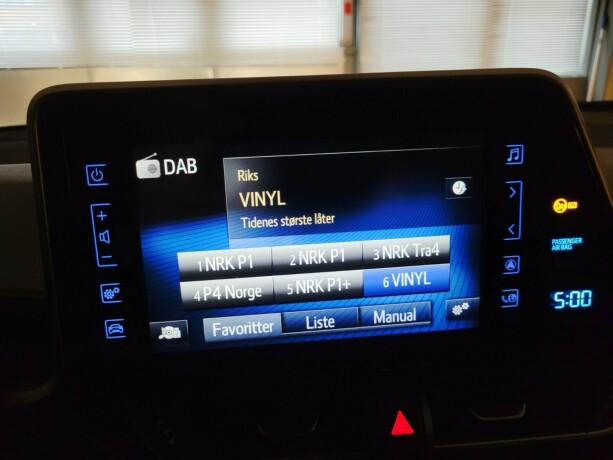 DAB
Riks
VINYL
Tidenes største låter
1 NRK P1 2 NRK P1 3 NRK Tra4
4 P4 Norge 5 NRK P1+ 6 VINYL
Favoritter Liste Manual
PASSENGER
AIR BAG
5:00